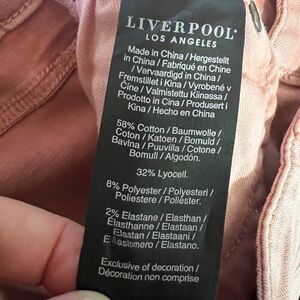 LIVERPOOL
LOS ANGELES
Made in China / Hergestellt
in China / Fabriqué en Chine
/ Vervaardigd in China /
Fremstillet i Kina / Vyrobené v
Číne / Valmistettu Kiinassa /
Prodotto in Cina / Produsert i
Kina / Hecho en China
58% Cotton / Baumwolle /
Coton / Katoen / Bomuld /
Bavlna / Puuvilla / Cotone /
Bomull / Algodón.
32% Lyocell.
8% Polyester / Polyesteri /
Poliestere / Poliéster.
2% Elastane / Elasthan /
Élasthanne / Elastaan /
Elastan / Elastaani /
Elastomero / Elastano.
Exclusive of decoration /
Décoration non comprise